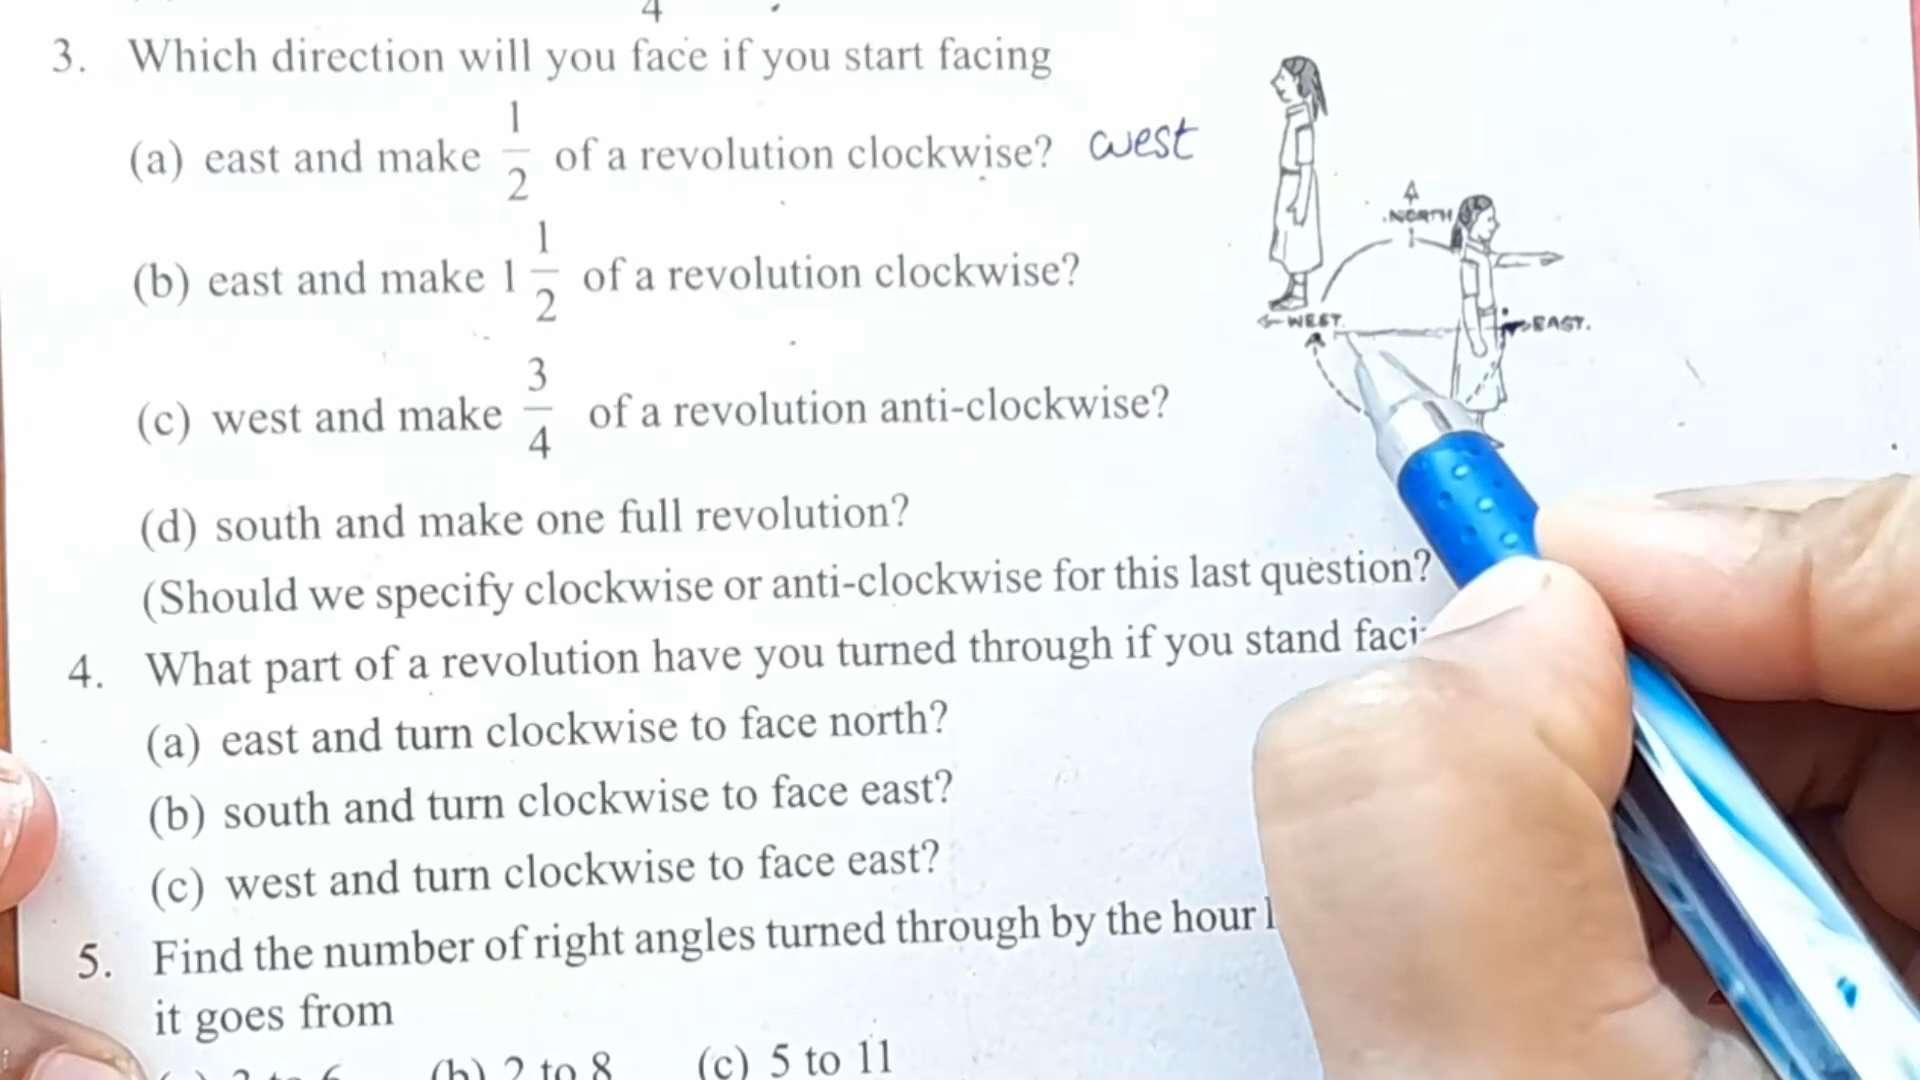 4
3. Which direction will you face if you start facing
(a) east and make 1/2 of a revolution clockwise? west
(b) east and make 1 1/2 of a revolution clockwise?
(c) west and make 3/4 of a revolution anti-clockwise?
(d) south and make one full revolution?
(Should we specify clockwise or anti-clockwise for this last question?
4. What part of a revolution have you turned through if you stand
(a) east and turn clockwise to face north?
(b) south and turn clockwise to face east?
(c) west and turn clockwise to face east?
5. Find the number of right angles turned through by the hour
it goes from
(b) 2 to 8 (c) 5 to 11
NORTH
WEST.
EAST.